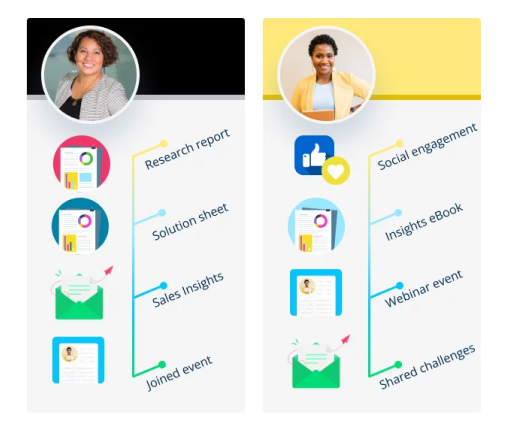 Research report
Solution sheet
Sales Insights
Joined event
Social engagement
Insights eBook
Webinar event
Shared challenges